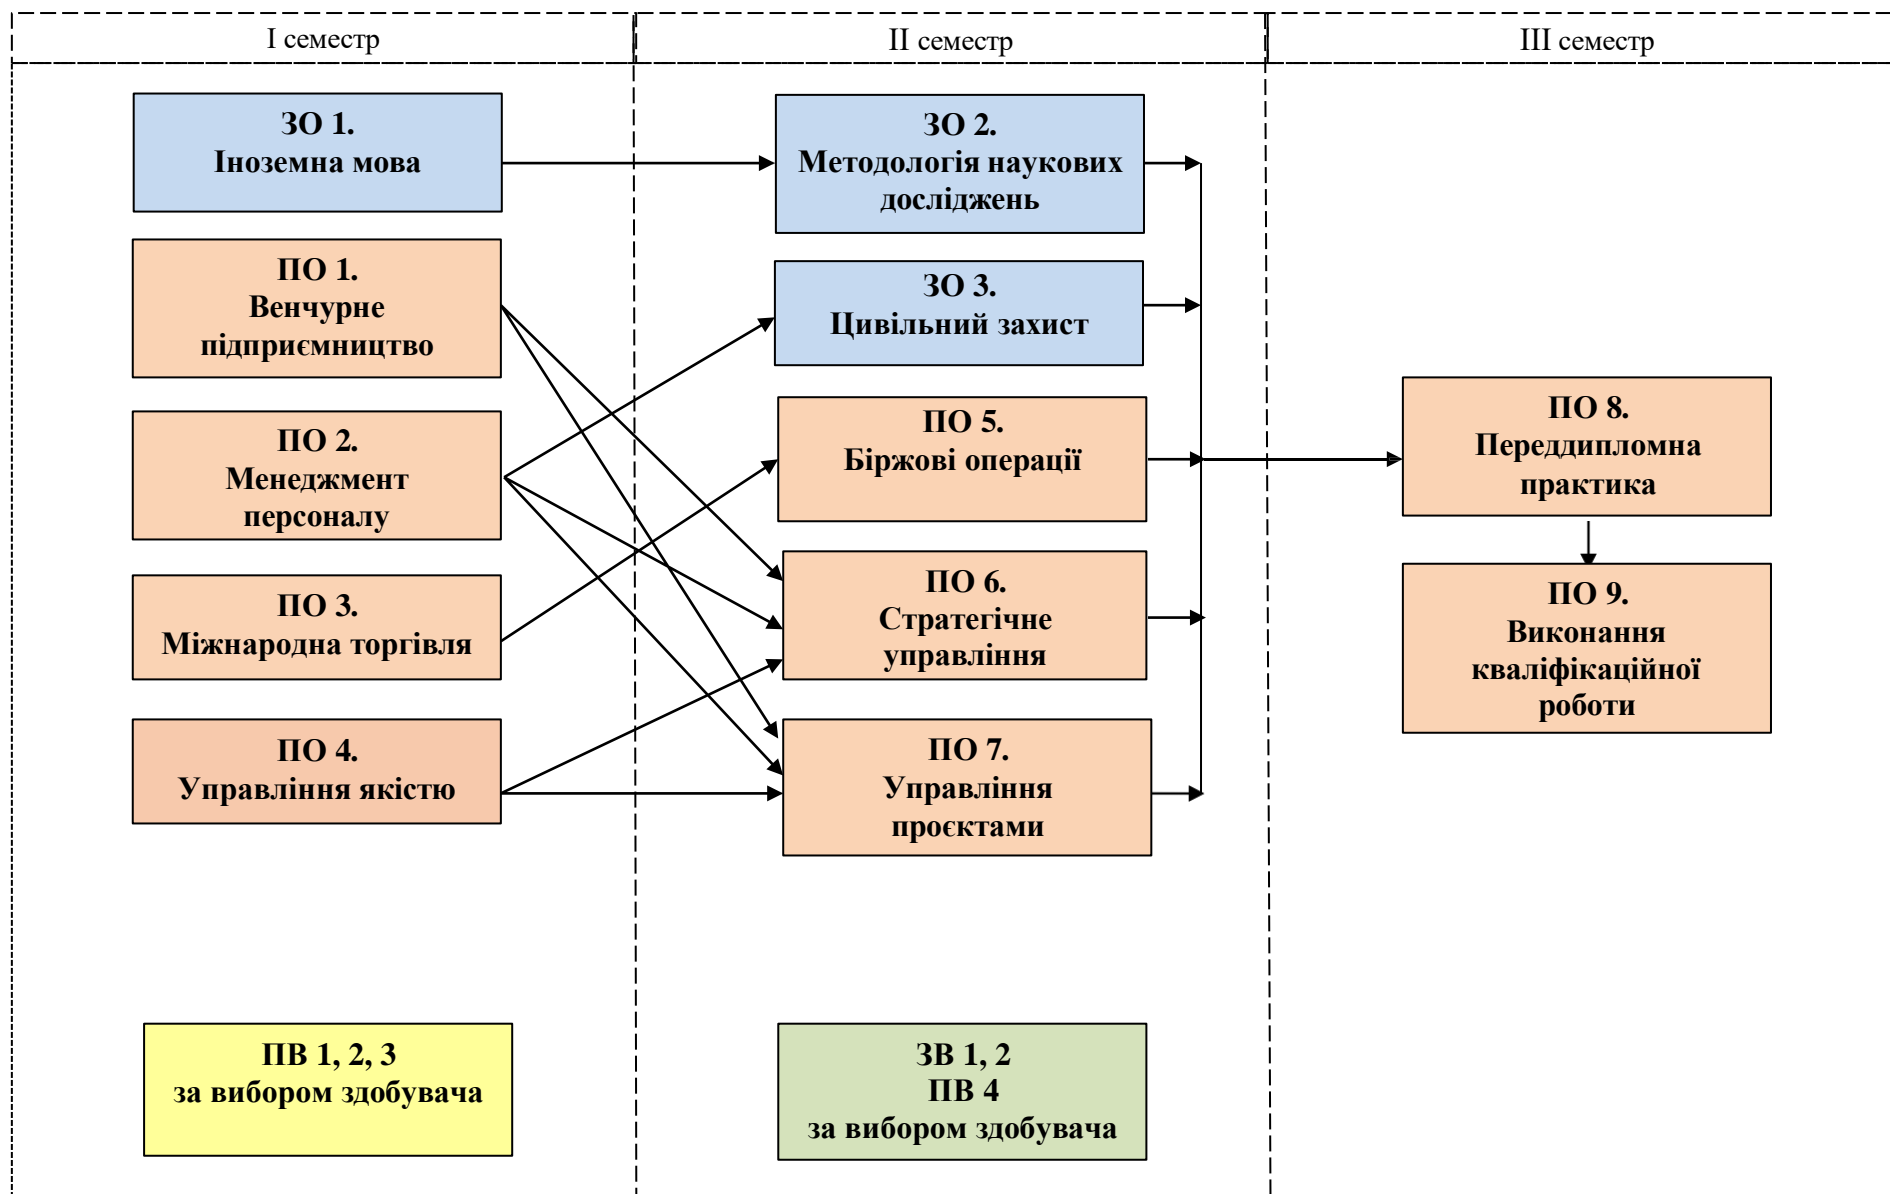 І семестр
ІІ семестр
ІІІ семестр
ЗО 1.
Іноземна мова
ПО 1.
Венчурне
підприємництво
ПО 2.
Менеджмент
персоналу
ПО 3.
Міжнародна торгівля
ПО 4.
Управління якістю
ПВ 1, 2, 3
за вибором здобувача
ЗО 2.
Методологія наукових
досліджень
ЗО 3.
Цивільний захист
ПО 5.
Біржові операції
ПО 6.
Стратегічне
управління
ПО 7.
Управління
проєктами
ЗВ 1, 2
ПВ 4
за вибором здобувача
ПО 8.
Переддипломна
практика
ПО 9.
Виконання
кваліфікаційної
роботи